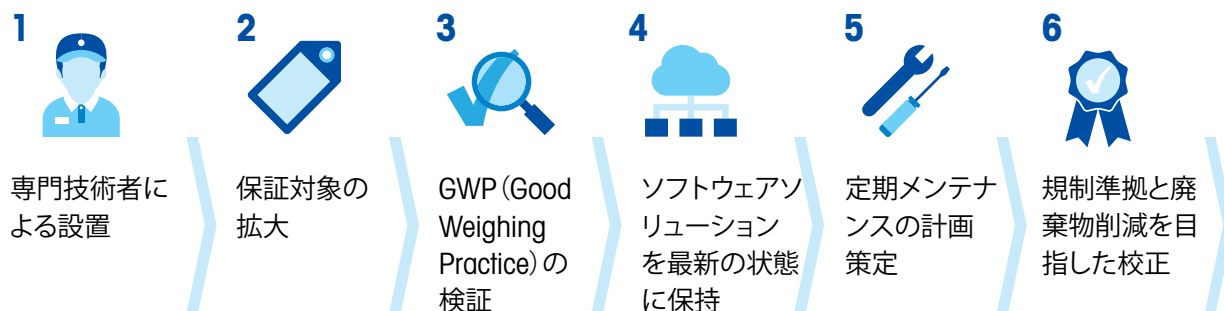 1
専門技術者に
よる設置
2
保証対象の
拡大
3
GWP(Good
Weighing
Practice)の
検証
4
ソフトウェアソ
リューション
を最新の状態
に保持
5
定期メンテナ
ンスの計画
策定
6
規制準拠と廃
棄物削減を目
指した校正